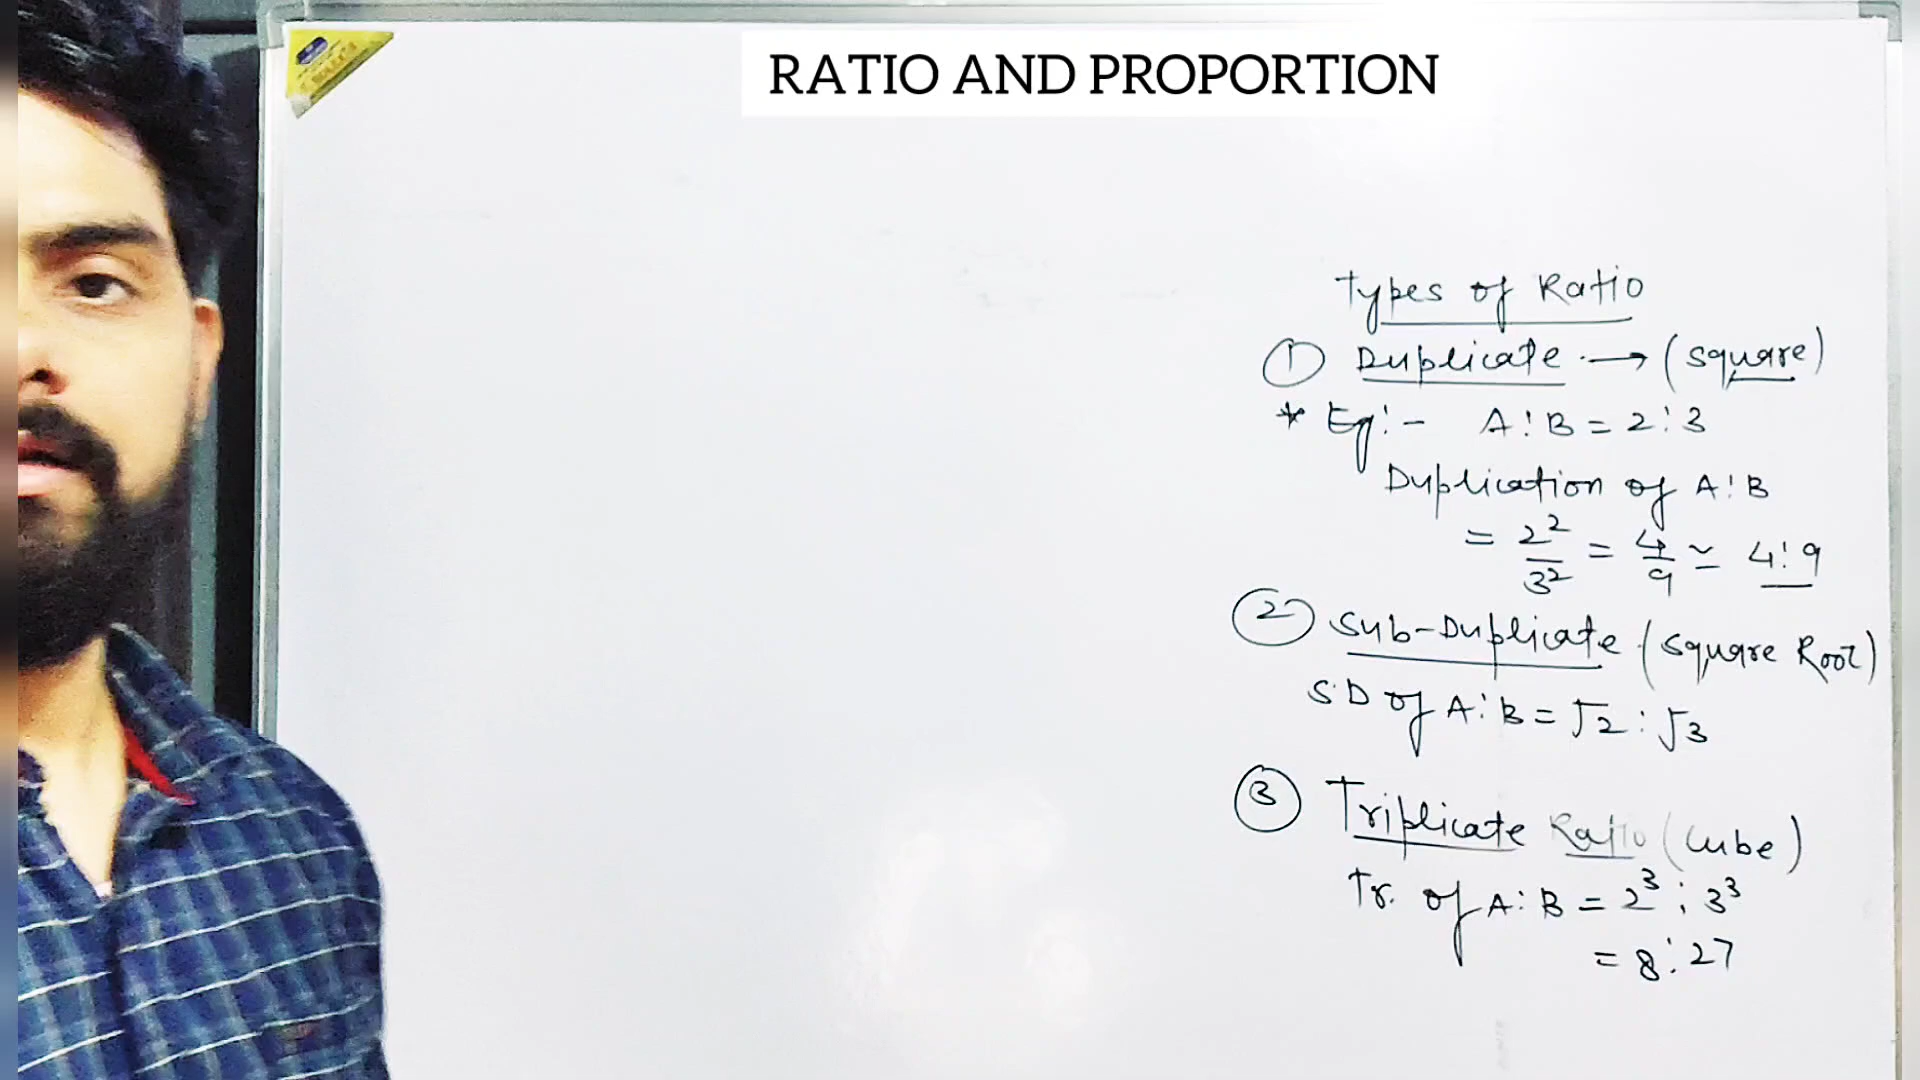 RATIO AND PROPORTION
Types of Ratio
① Duplicate → (square)
* Eg:- A:B = 2:3
Duplication of A:B
= 2²/3² = 4/9 ≃ 4:9
② Sub-Duplicate (square Root)
S.D of A:B = √2 : √3
③ Triplicate Ratio (cube)
Tr. of A:B = 2³ : 3³
= 8:27